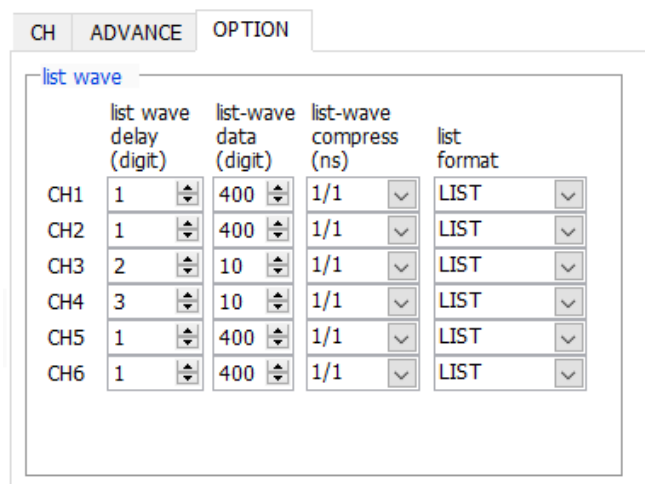 CH ADVANCE OPTION
list wave
list wave list-wave list-wave
delay data compress list
(digit) (digit) (ns) format
CH1 1 400 1/1 LIST
CH2 1 400 1/1 LIST
CH3 2 10 1/1 LIST
CH4 3 10 1/1 LIST
CH5 1 400 1/1 LIST
CH6 1 400 1/1 LIST